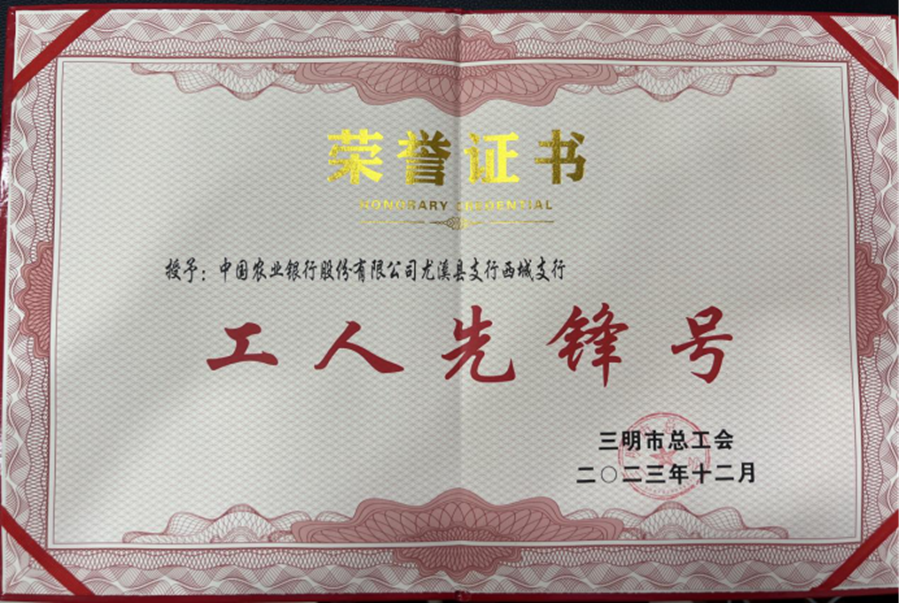 荣誉证书
HONORARY CREDENTIAL
授予：中国农业银行股份有限公司尤溪县支行西城支行
工人先锋号
三明市总工会
二〇二三年十二月